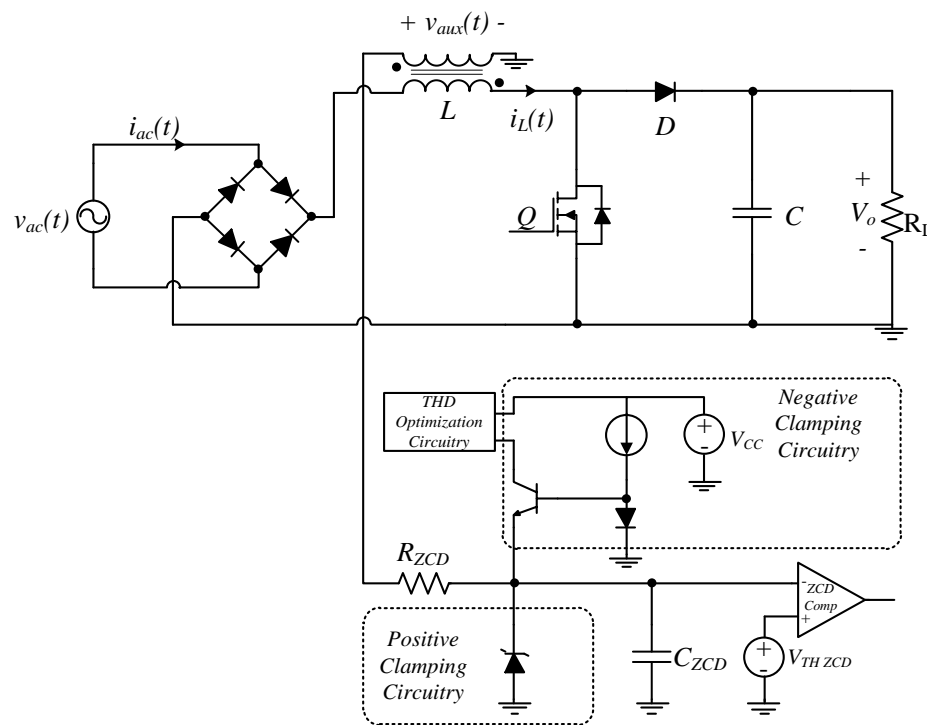 + v_aux(t) -
L
i_L(t)
D
i_ac(t)
v_ac(t)
Q
C
+
V_o
-
THD
Optimization
Circuitry
Negative
Clamping
Circuitry
+
-
V_CC
R_ZCD
Positive
Clamping
Circuitry
C_ZCD
- ZCD
Comp
+
+
-
V_TH ZCD